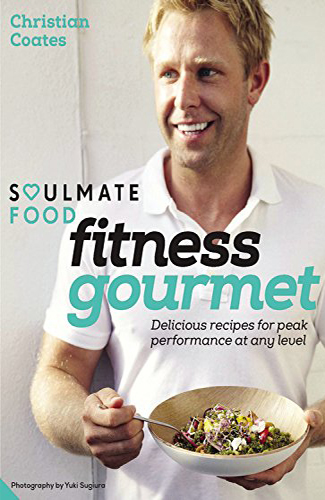 Christian
Coates
SOULMATE
FOOD
fitness
gourmet
Delicious recipes for peak
performance at any level
Photography by Yuki Sugiura